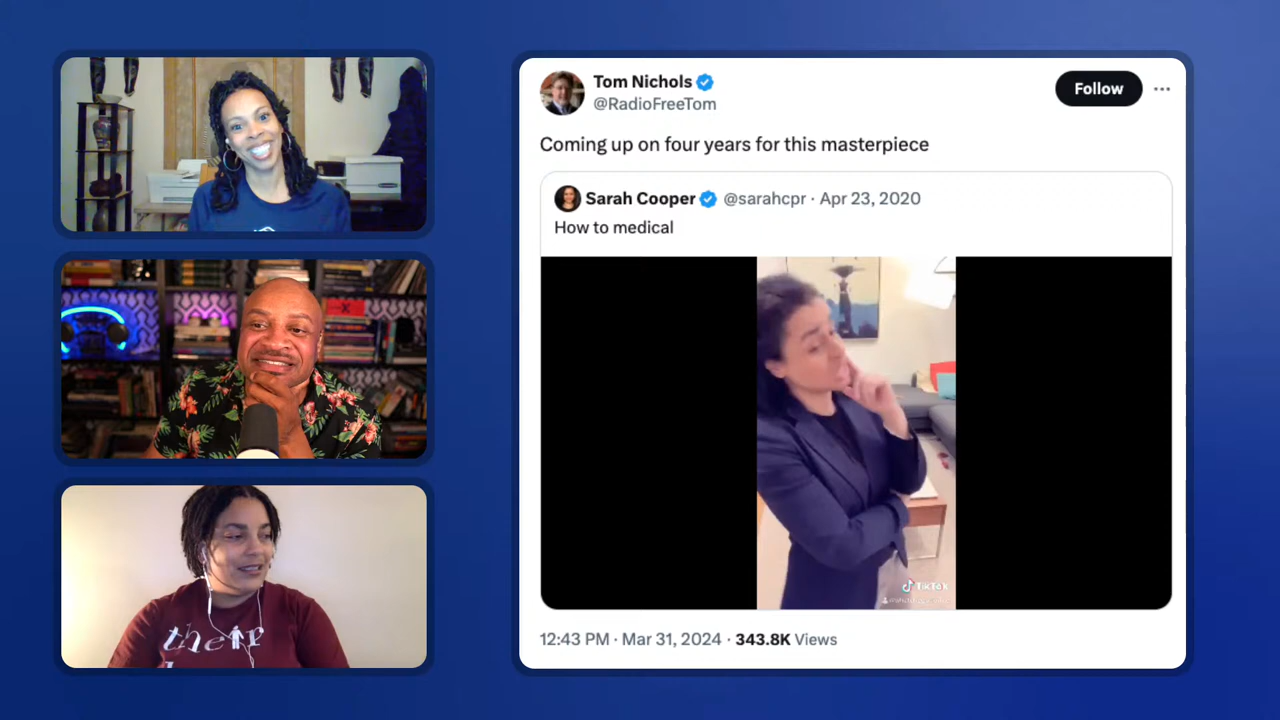 Tom Nichols
@RadioFreeTom
Follow
Coming up on four years for this masterpiece
Sarah Cooper @sarahcpr · Apr 23, 2020
How to medical
TikTok
their
12:43 PM · Mar 31, 2024 · 343.8K Views